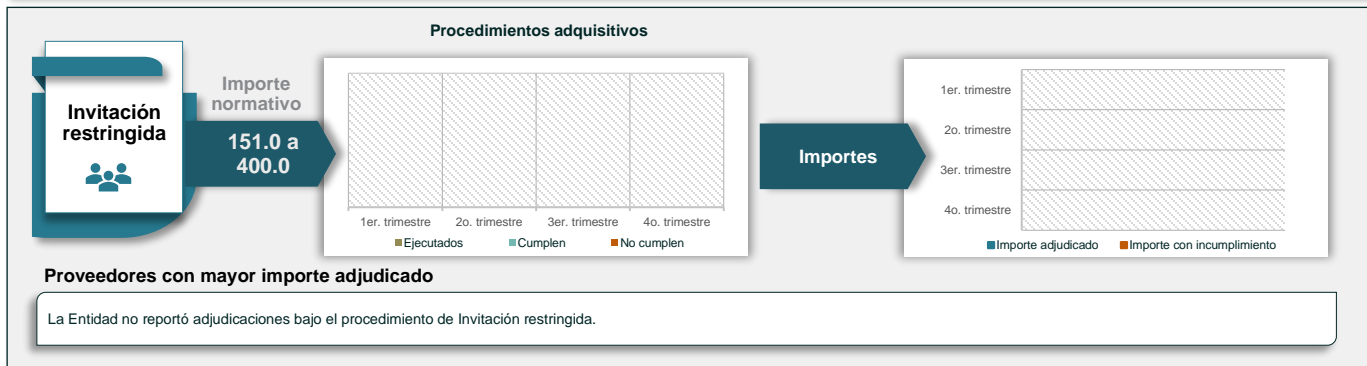 Procedimientos adquisitivos
Invitación
restringida
Importe
normativo
151.0 a
400.0
1er. trimestre 2o. trimestre 3er. trimestre 4o. trimestre
Ejecutados Cumplen No cumplen
Importes
1er. trimestre
2o. trimestre
3er. trimestre
4o. trimestre
Importe adjudicado Importe con incumplimiento
Proveedores con mayor importe adjudicado
La Entidad no reportó adjudicaciones bajo el procedimiento de Invitación restringida.